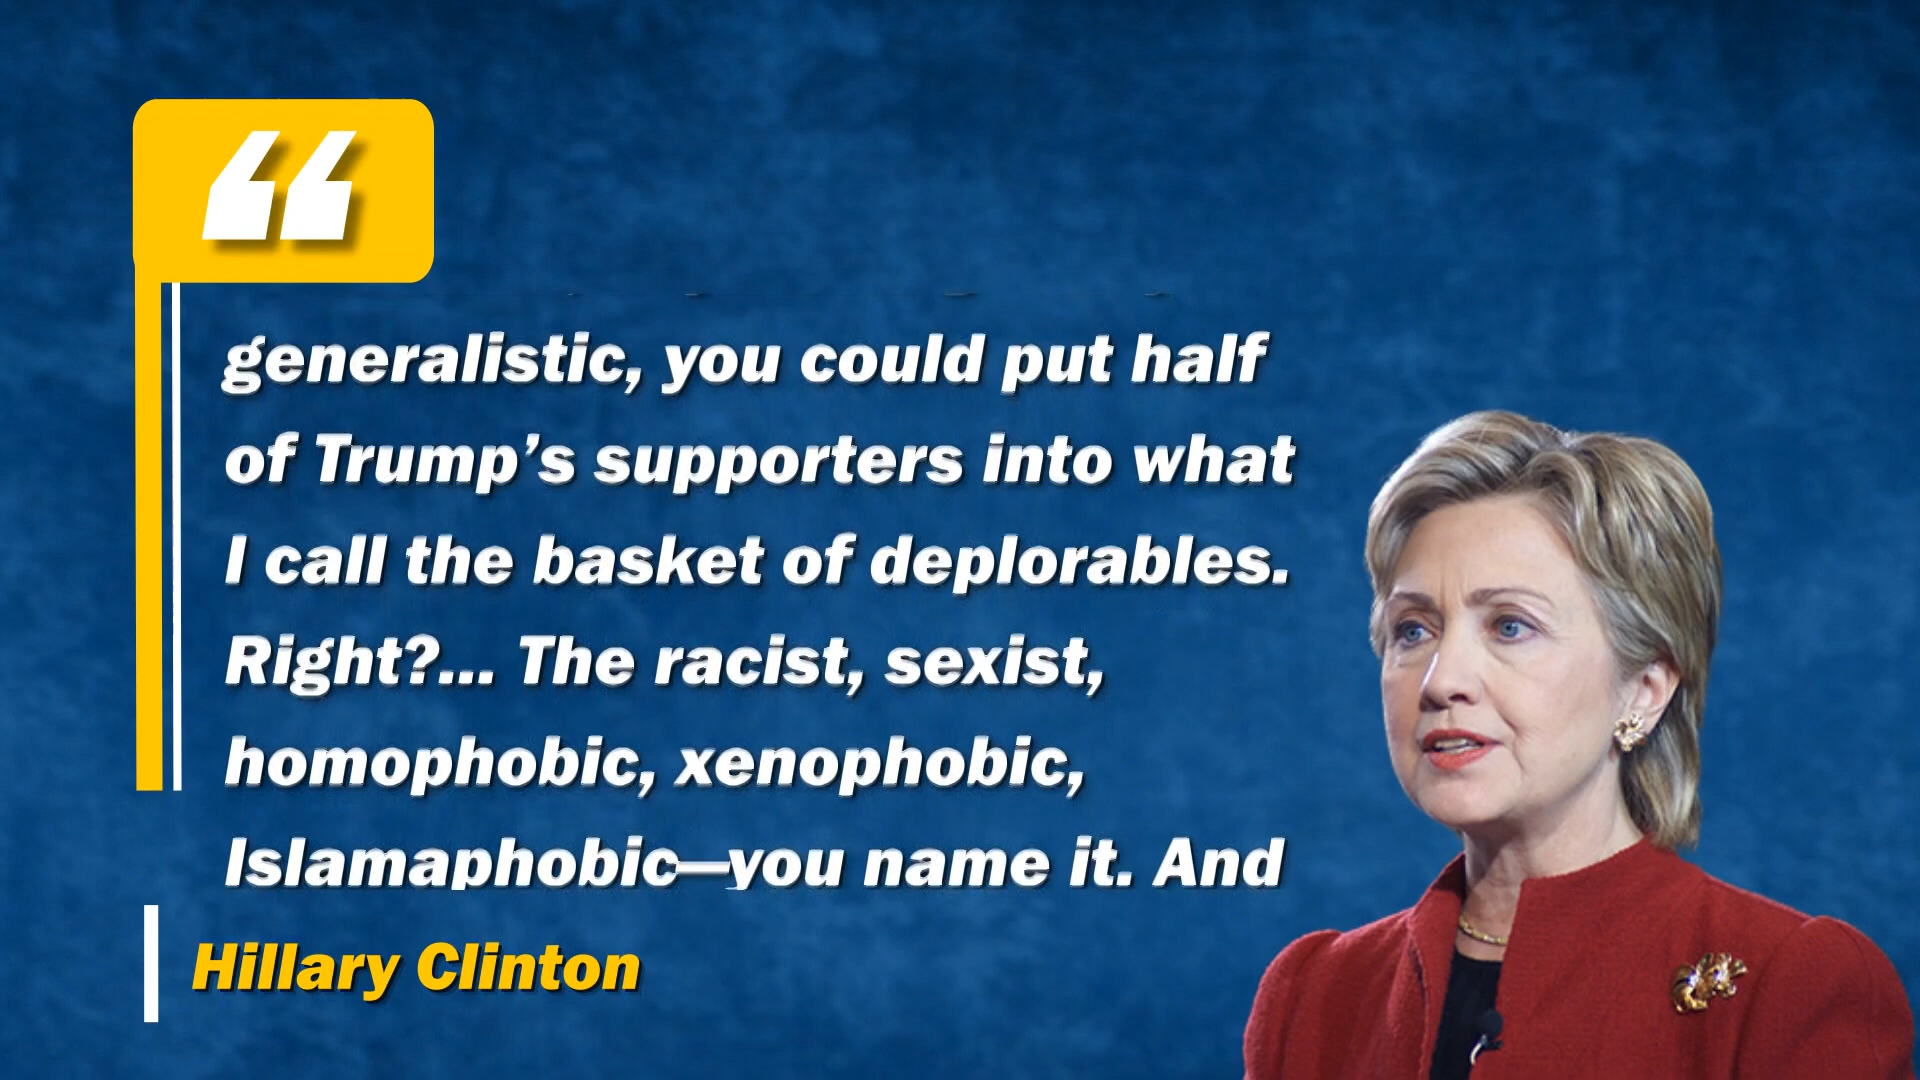 “
generalistic, you could put half
of Trump’s supporters into what
I call the basket of deplorables.
Right?... The racist, sexist,
homophobic, xenophobic,
Islamaphobic—you name it. And
Hillary Clinton